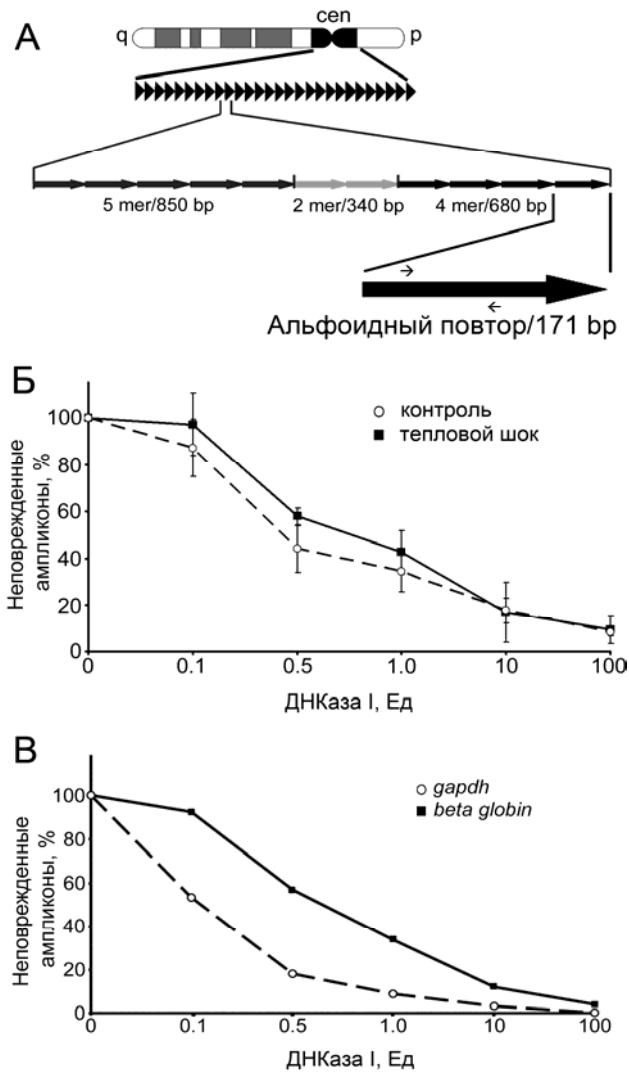 А
cen
q
p
5 mer/850 bp
2 mer/340 bp
4 mer/680 bp
Альфоидный повтор/171 bp
Б
Неповрежденные
ампликоны, %
100
80
60
40
20
0
контроль
тепловой шок
0
0.1
0.5
1.0
10
100
ДНКаза I, Ед
В
Неповрежденные
ампликоны, %
100
80
60
40
20
0
gapdh
beta globin
0
0.1
0.5
1.0
10
100
ДНКаза I, Ед